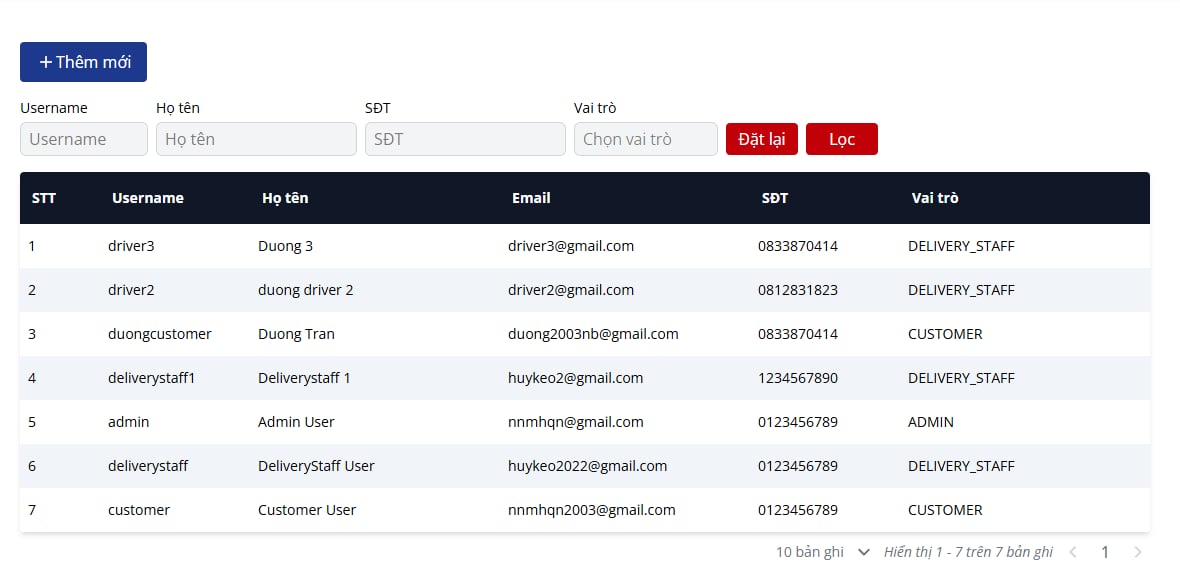 + Thêm mới
Username Họ tên SĐT Vai trò
Username Họ tên SĐT Chọn vai trò Đặt lại Lọc
STT Username Họ tên Email SĐT Vai trò
1 driver3 Duong 3 driver3@gmail.com 0833870414 DELIVERY_STAFF
2 driver2 duong driver 2 driver2@gmail.com 0812831823 DELIVERY_STAFF
3 duongcustomer Duong Tran duong2003nb@gmail.com 0833870414 CUSTOMER
4 deliverystaff1 Deliverystaff 1 huykeo2@gmail.com 1234567890 DELIVERY_STAFF
5 admin Admin User nnmhqn@gmail.com 0123456789 ADMIN
6 deliverystaff DeliveryStaff User huykeo2022@gmail.com 0123456789 DELIVERY_STAFF
7 customer Customer User nnmhqn2003@gmail.com 0123456789 CUSTOMER
10 bản ghi Hiển thị 1 - 7 trên 7 bản ghi 1